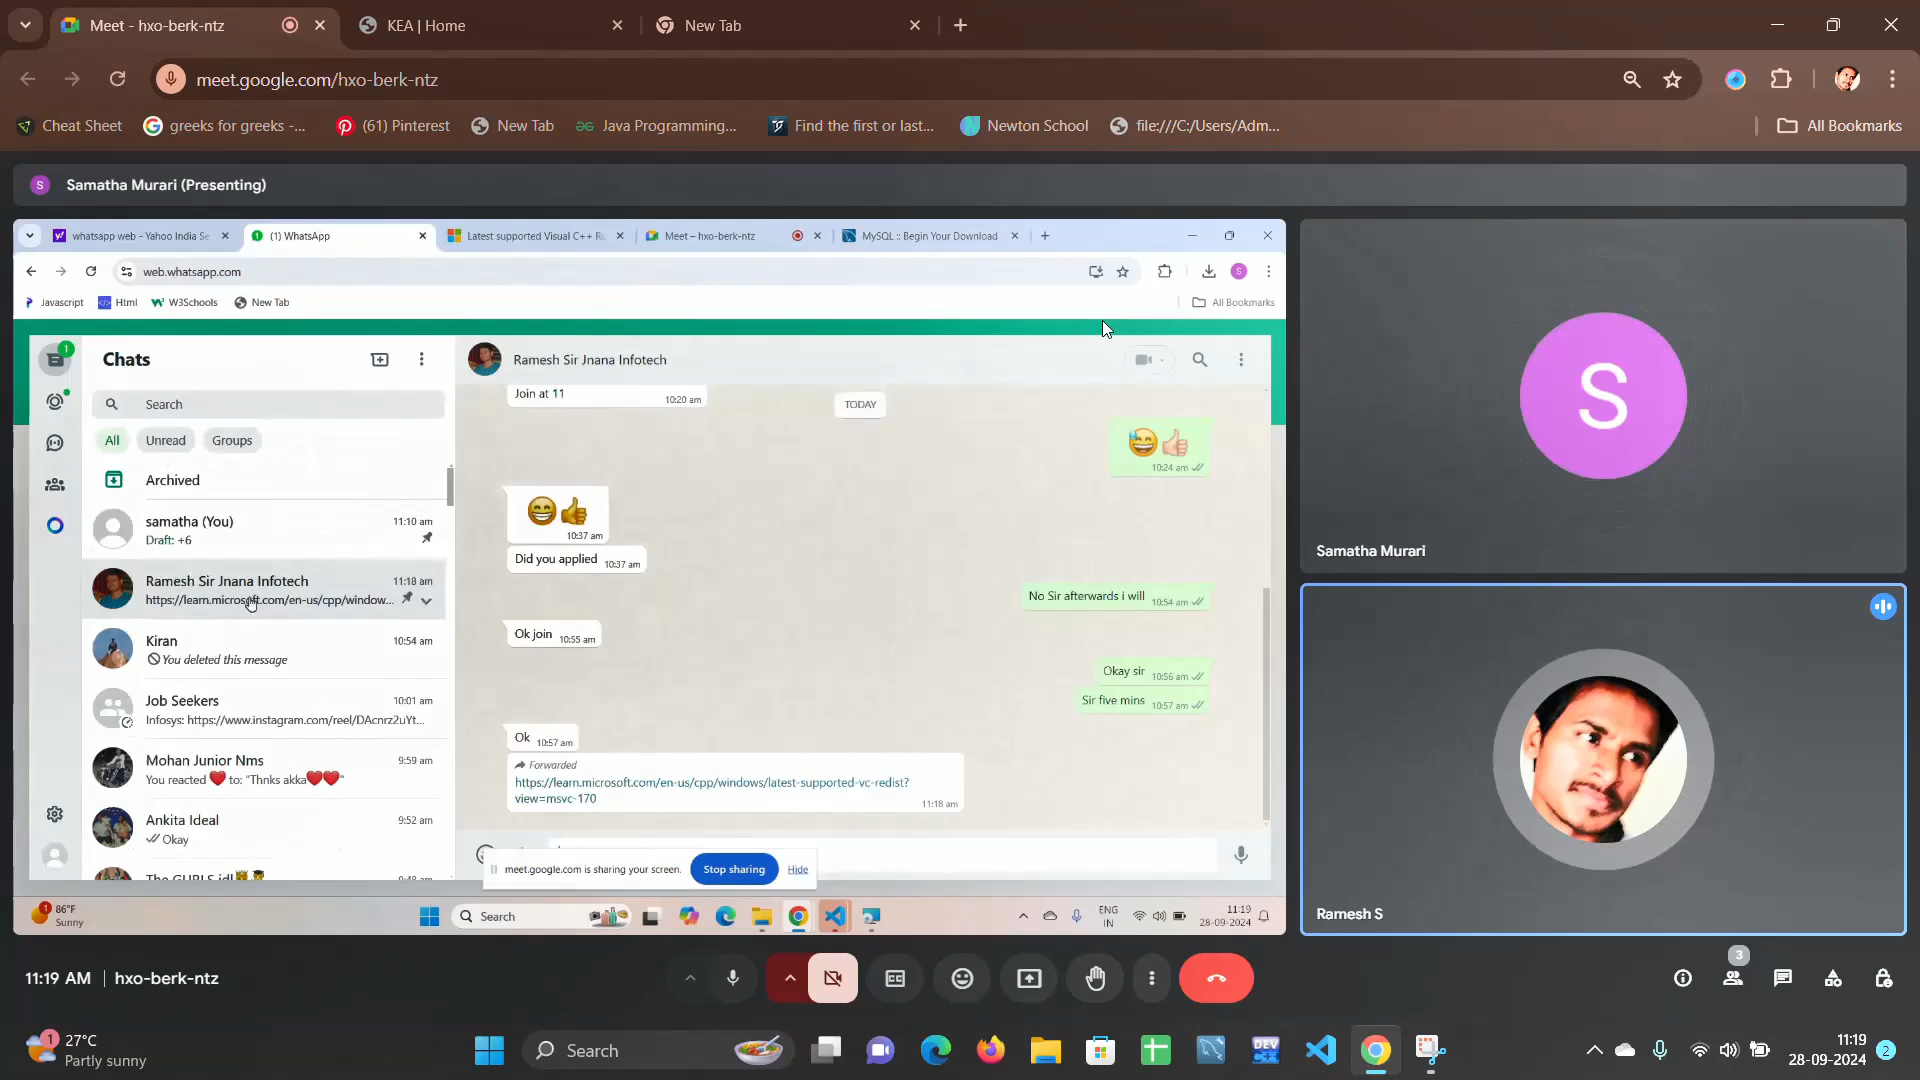 Meet - hxo-berk-ntz
KEA | Home
New Tab
meet.google.com/hxo-berk-ntz
Cheat Sheet
greeks for greeks -...
(61) Pinterest
New Tab
Java Programming...
Find the first or last...
Newton School
file:///C:/Users/Adm...
All Bookmarks
S
Samatha Murari (Presenting)
whatsapp web - Yahoo India Se
(1) WhatsApp
Latest supported Visual C++ Re
Meet – hxo-berk-ntz
MySQL :: Begin Your Download
web.whatsapp.com
S
Javascript
Html
W3Schools
New Tab
All Bookmarks
1
Chats
Search
All
Unread
Groups
Archived
samatha (You)
11:10 am
Draft: +6
Ramesh Sir Jnana Infotech
11:18 am
https://learn.microsoft.com/en-us/cpp/window...
Kiran
10:54 am
You deleted this message
Job Seekers
10:01 am
Infosys: https://www.instagram.com/reel/DAcnrz2uYt...
Mohan Junior Nms
9:59 am
You reacted ❤️ to: "Thnks akka❤️❤️"
Ankita Ideal
9:52 am
Okay
Ramesh Sir Jnana Infotech
Join at 11
10:20 am
TODAY
😅👍
10:24 am
😄👍
10:37 am
Did you applied
10:37 am
No Sir afterwards i will
10:54 am
Ok join
10:55 am
Okay sir
10:56 am
Sir five mins
10:57 am
Ok
10:57 am
Forwarded
https://learn.microsoft.com/en-us/cpp/windows/latest-supported-vc-redist?
view=msvc-170
11:18 am
meet.google.com is sharing your screen.
Stop sharing
Hide
1
86°F
Sunny
Search
ENG
IN
11:19
28-09-2024
S
Samatha Murari
Ramesh S
11:19 AM | hxo-berk-ntz
3
1
27°C
Partly sunny
Search
DEV
C++
11:19
28-09-2024
2